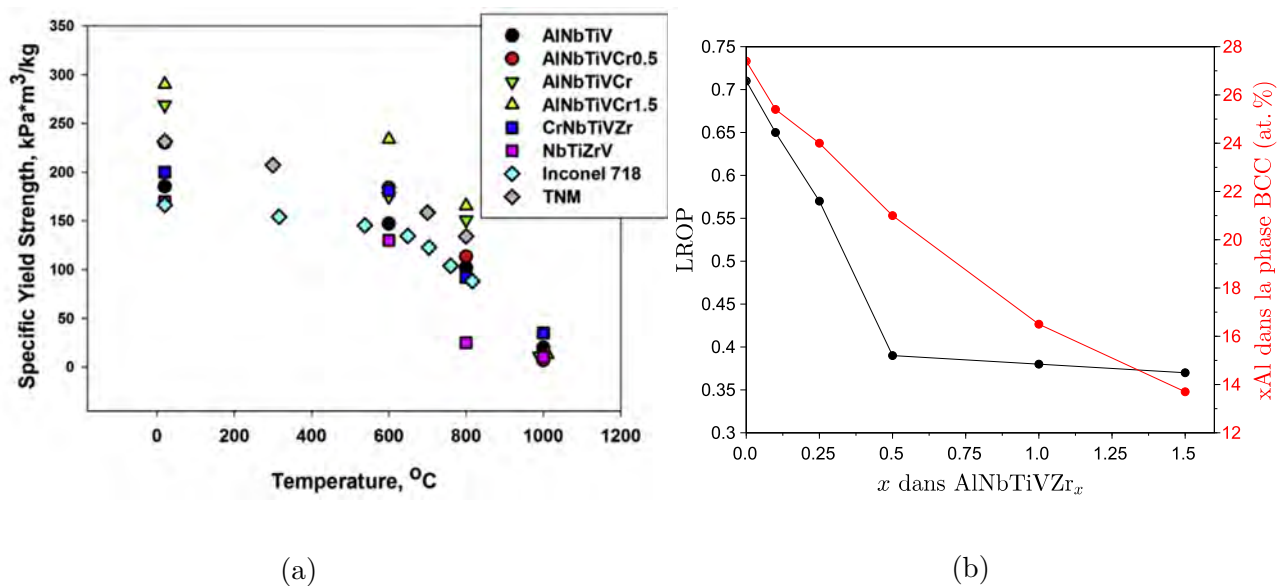 350
300
250
200
150
100
50
0
Specific Yield Strength, kPa*m³/kg
0 200 400 600 800 1000 1200
Temperature, ⁰C
AlNbTiV
AlNbTiVCr0.5
AlNbTiVCr
AlNbTiVCr1.5
CrNbTiVZr
NbTiZrV
Inconel 718
TNM
(a)
0.75
0.7
0.65
0.6
0.55
0.5
0.45
0.4
0.35
0.3
LROP
0.0 0.25 0.5 0.75 1.0 1.25 1.5
x dans AlNbTiVZrₓ
28
26
24
22
20
18
16
14
12
xAl dans la phase BCC (at. %)
(b)